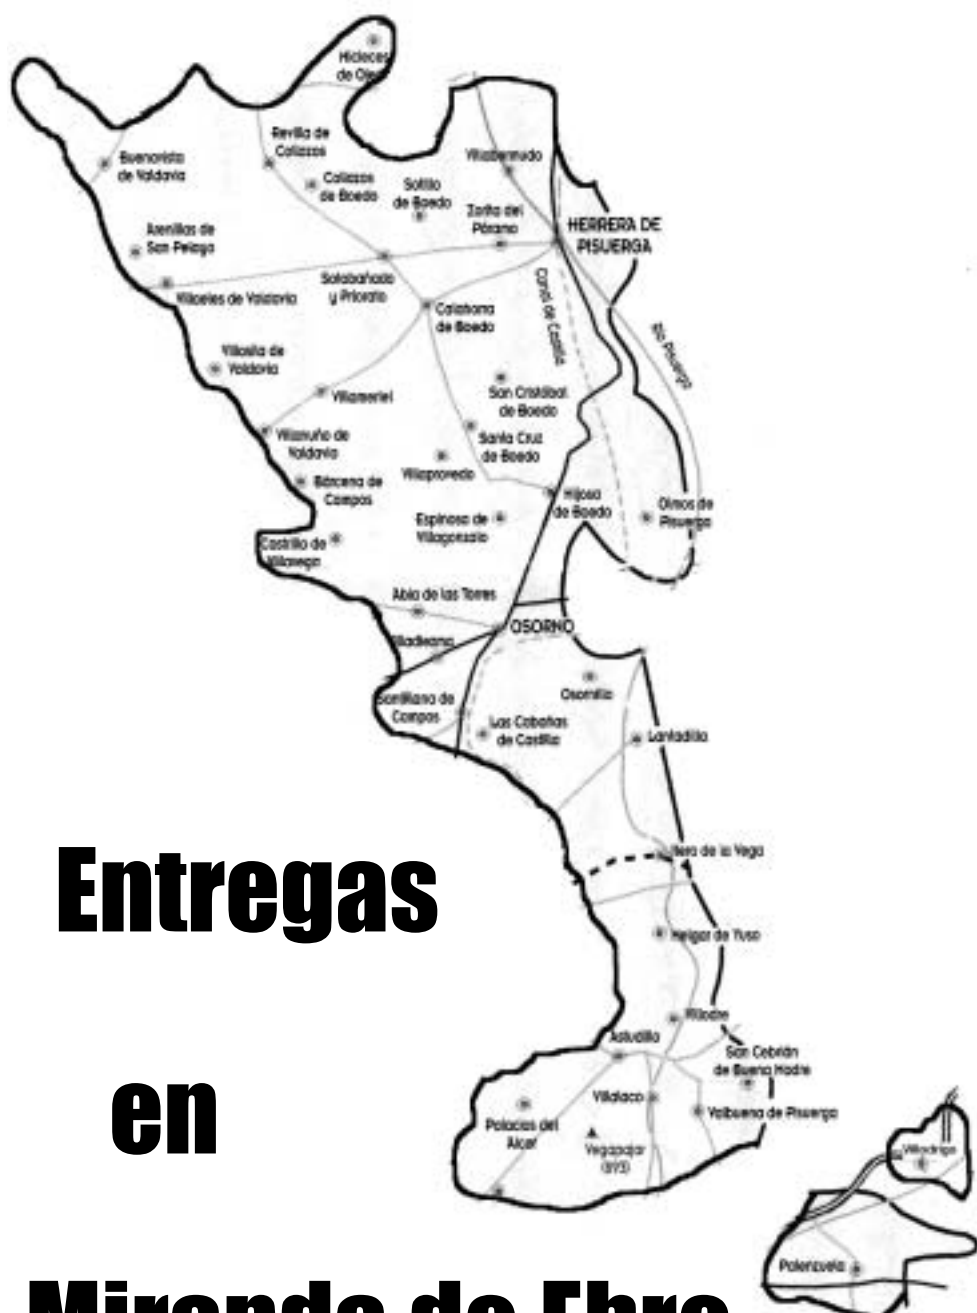 Hicieces
de Ojeda
Revilla de
Collazos
Buenavista
de Valdavia
Collazos
de Boedo
Sotillo
de Boedo
Villabermudo
Zorita del
Páramo
HERRERA DE
PISUERGA
Arenillas de
San Pelayo
Villaeles de Valdavia
Sotobañado
y Priorato
Calahorra
de Boedo
Canal de Castilla
Río Pisuerga
Villasila de
Valdavia
Villameriel
San Cristóbal
de Boedo
Villanuño de
Valdavia
Santa Cruz
de Boedo
Villaprovedo
Bárcena de
Campos
Hijosa
de Boedo
Olmos de
Pisuerga
Espinosa de
Villagonzalo
Castrillo de
Villavega
Abia de las Torres
OSORNO
Villadiezma
Osornillo
Santillana de
Campos
Las Cabañas
de Castilla
Lantadilla
Itero de la Vega
Entregas
Melgar de Yuso
Villodre
Astudillo
San Cebrián
de Buena Madre
en
Villalaco
Valbuena de Pisuerga
Palacios del
Alcor
Vegapajar
Villodrigo
Palenzuela
Miranda de Ebro